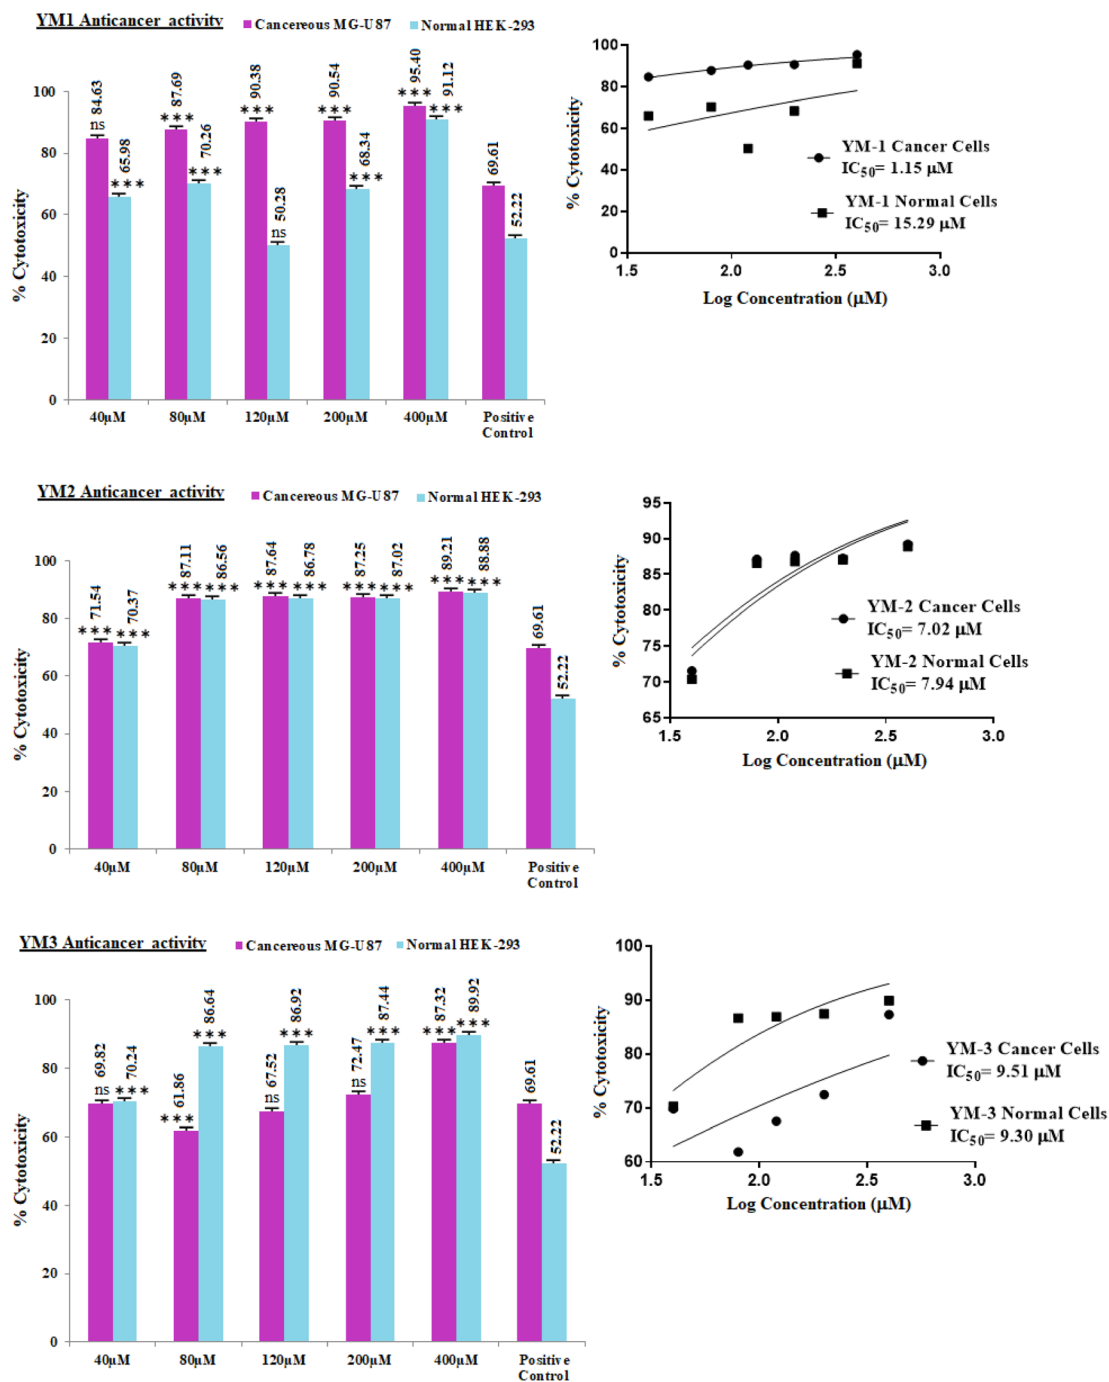 YM1 Anticancer activity
Cancereous MG-U87
Normal HEK-293
% Cytotoxicity
100
80
60
40
20
0
84.63
ns
65.98
***
87.69
***
70.26
***
90.38
***
50.28
ns
90.54
***
68.34
***
95.40
***
91.12
***
69.61
52.22
40µM
80µM
120µM
200µM
400µM
Positive
Control
% Cytotoxicity
100
80
60
40
20
0
1.5
2.0
2.5
3.0
Log Concentration (µM)
YM-1 Cancer Cells
IC50= 1.15 µM
YM-1 Normal Cells
IC50= 15.29 µM
YM2 Anticancer activity
Cancereous MG-U87
Normal HEK-293
% Cytotoxicity
100
80
60
40
20
0
71.54
***
70.37
***
87.11
***
86.56
***
87.64
***
86.78
***
87.25
***
87.02
***
89.21
***
88.88
***
69.61
52.22
40µM
80µM
120µM
200µM
400µM
Positive
Control
% Cytotoxicity
95
90
85
80
75
70
65
2.0
2.5
3.0
Log Concentration (µM)
YM-2 Cancer Cells
IC50= 7.02 µM
YM-2 Normal Cells
IC50= 7.94 µM
YM3 Anticancer activity
Cancereous MG-U87
Normal HEK-293
% Cytotoxicity
100
80
60
40
20
0
69.82
ns
70.24
***
61.86
***
86.64
***
67.52
ns
86.92
***
72.47
ns
87.44
***
87.32
***
89.92
***
69.61
52.22
40µM
80µM
120µM
200µM
400µM
Positive
Control
% Cytotoxicity
100
90
80
70
60
1.5
2.0
2.5
3.0
Log Concentration (µM)
YM-3 Cancer Cells
IC50= 9.51 µM
YM-3 Normal Cells
IC50= 9.30 µM